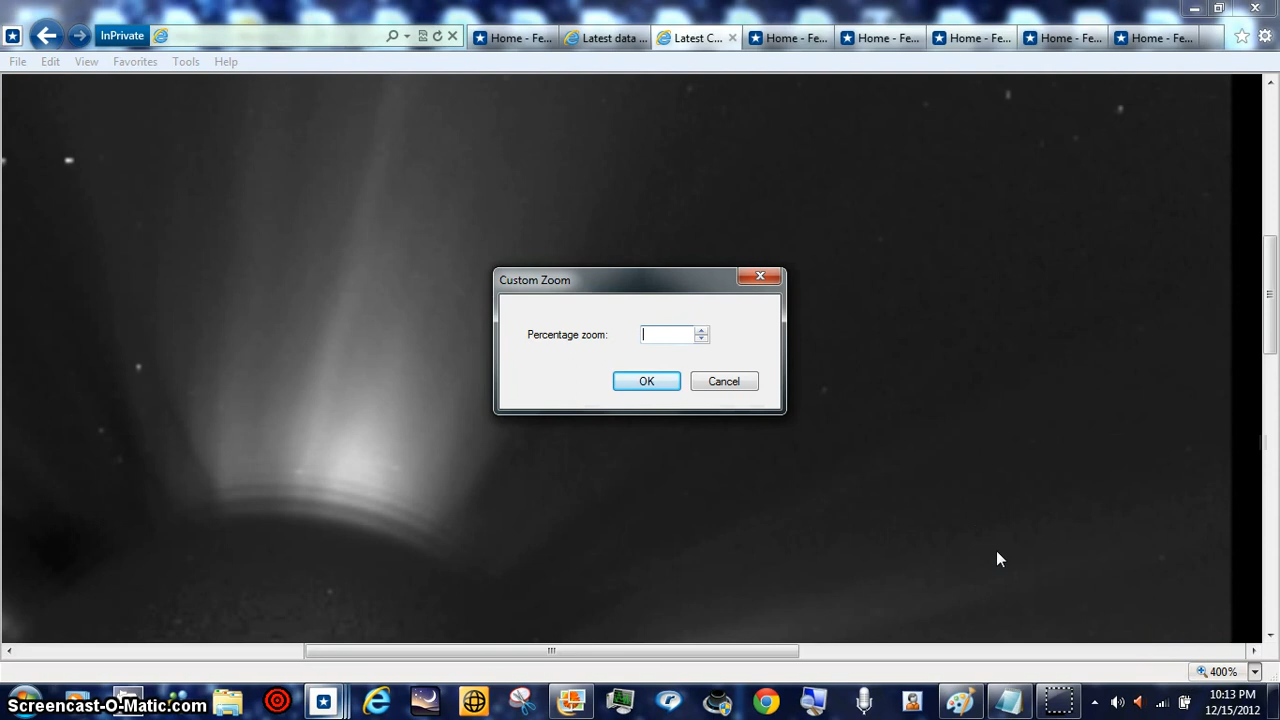 InPrivate
Home - Fe...
Latest data ...
Latest C...
Home - Fe...
Home - Fe...
Home - Fe...
Home - Fe...
Home - Fe...
File Edit View Favorites Tools Help
Custom Zoom
Percentage zoom:
OK Cancel
400%
10:13 PM
Screencast-O-Matic.com
12/15/2012